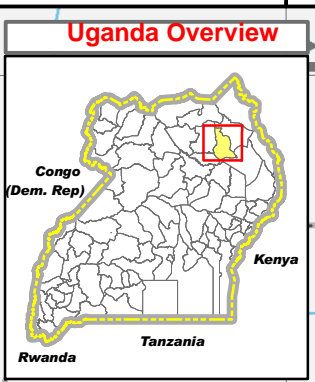 Uganda Overview
Congo
(Dem. Rep)
Kenya
Tanzania
Rwanda